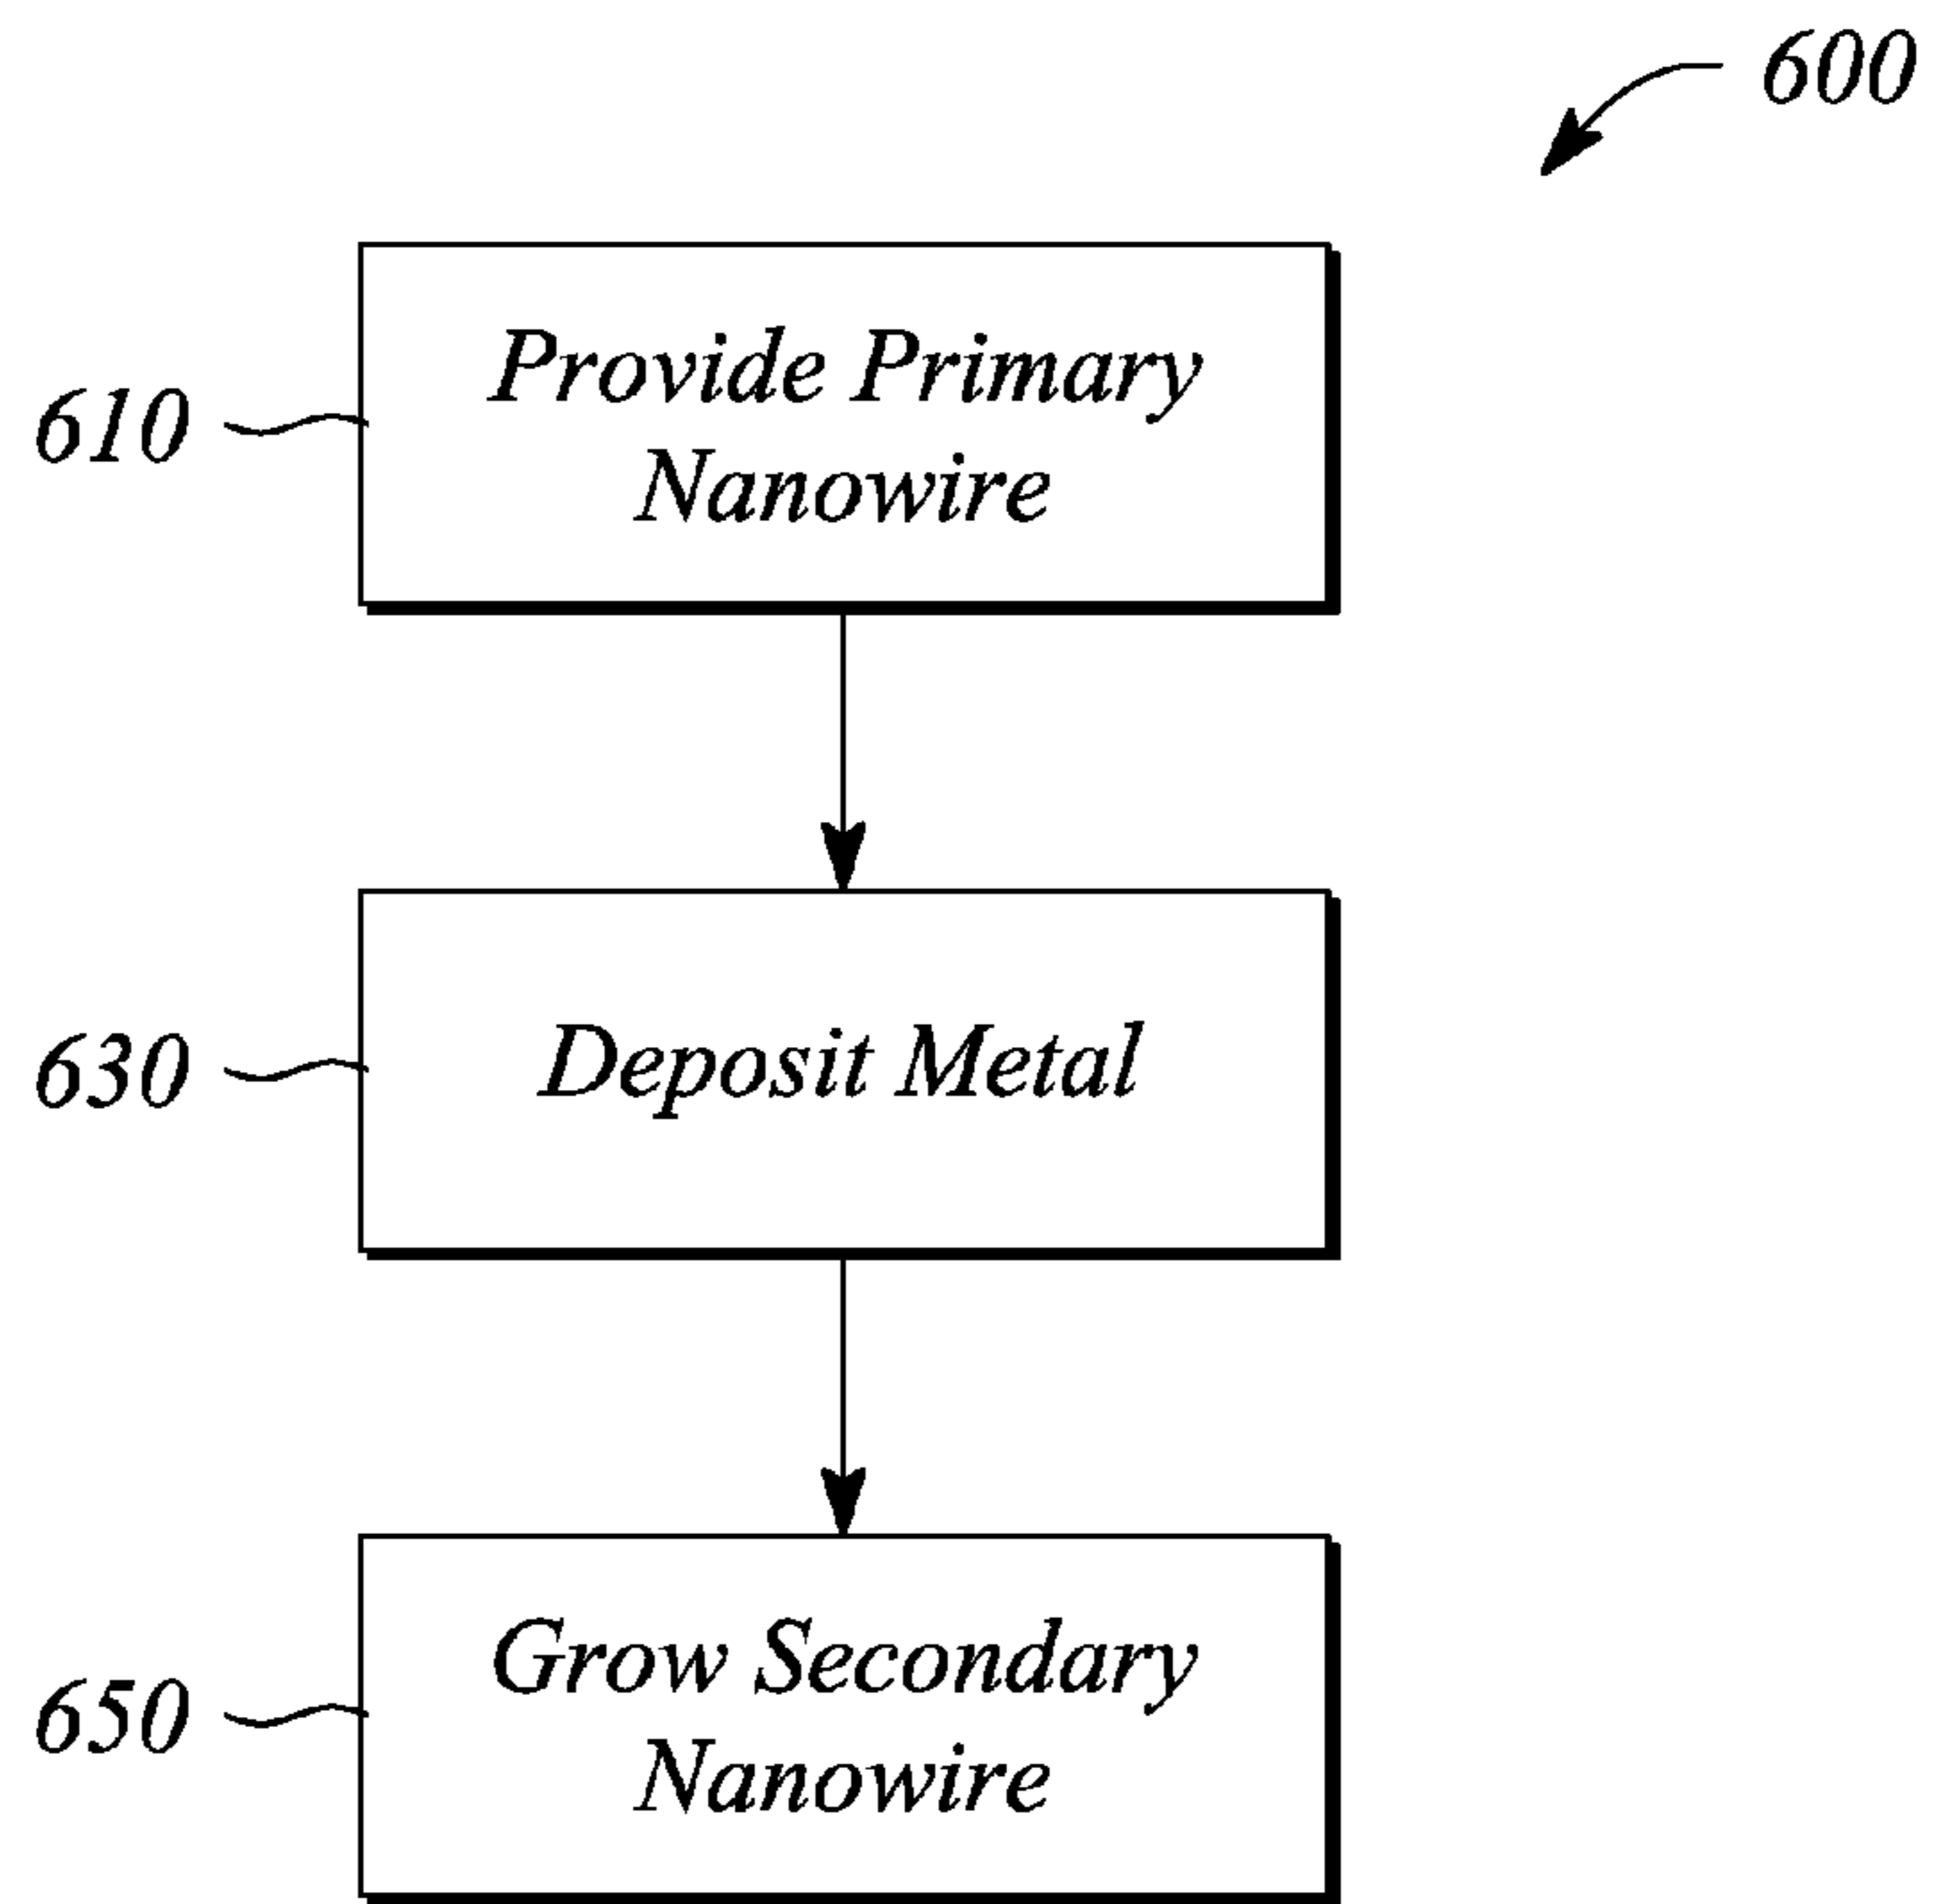 600
610
Provide Primary
Nanowire
630
Deposit Metal
650
Grow Secondary
Nanowire